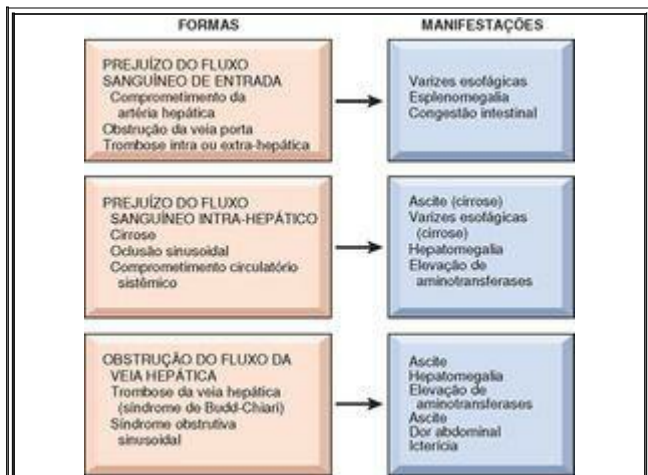 FORMAS
MANIFESTAÇÕES
PREJUÍZO DO FLUXO
SANGUÍNEO DE ENTRADA
Comprometimento da
artéria hepática
Obstrução da veia porta
Trombose intra ou extra-hepática
Varizes esofágicas
Esplenomegalia
Congestão intestinal
PREJUÍZO DO FLUXO
SANGUÍNEO INTRA-HEPÁTICO
Cirrose
Oclusão sinusoidal
Comprometimento circulatório
sistêmico
Ascite (cirrose)
Varizes esofágicas
(cirrose)
Hepatomegalia
Elevação de
aminotransferases
OBSTRUÇÃO DO FLUXO DA
VEIA HEPÁTICA
Trombose da veia hepática
(síndrome de Budd-Chiari)
Síndrome obstrutiva
sinusoidal
Ascite
Hepatomegalia
Elevação de
aminotransferases
Ascite
Dor abdominal
Icterícia